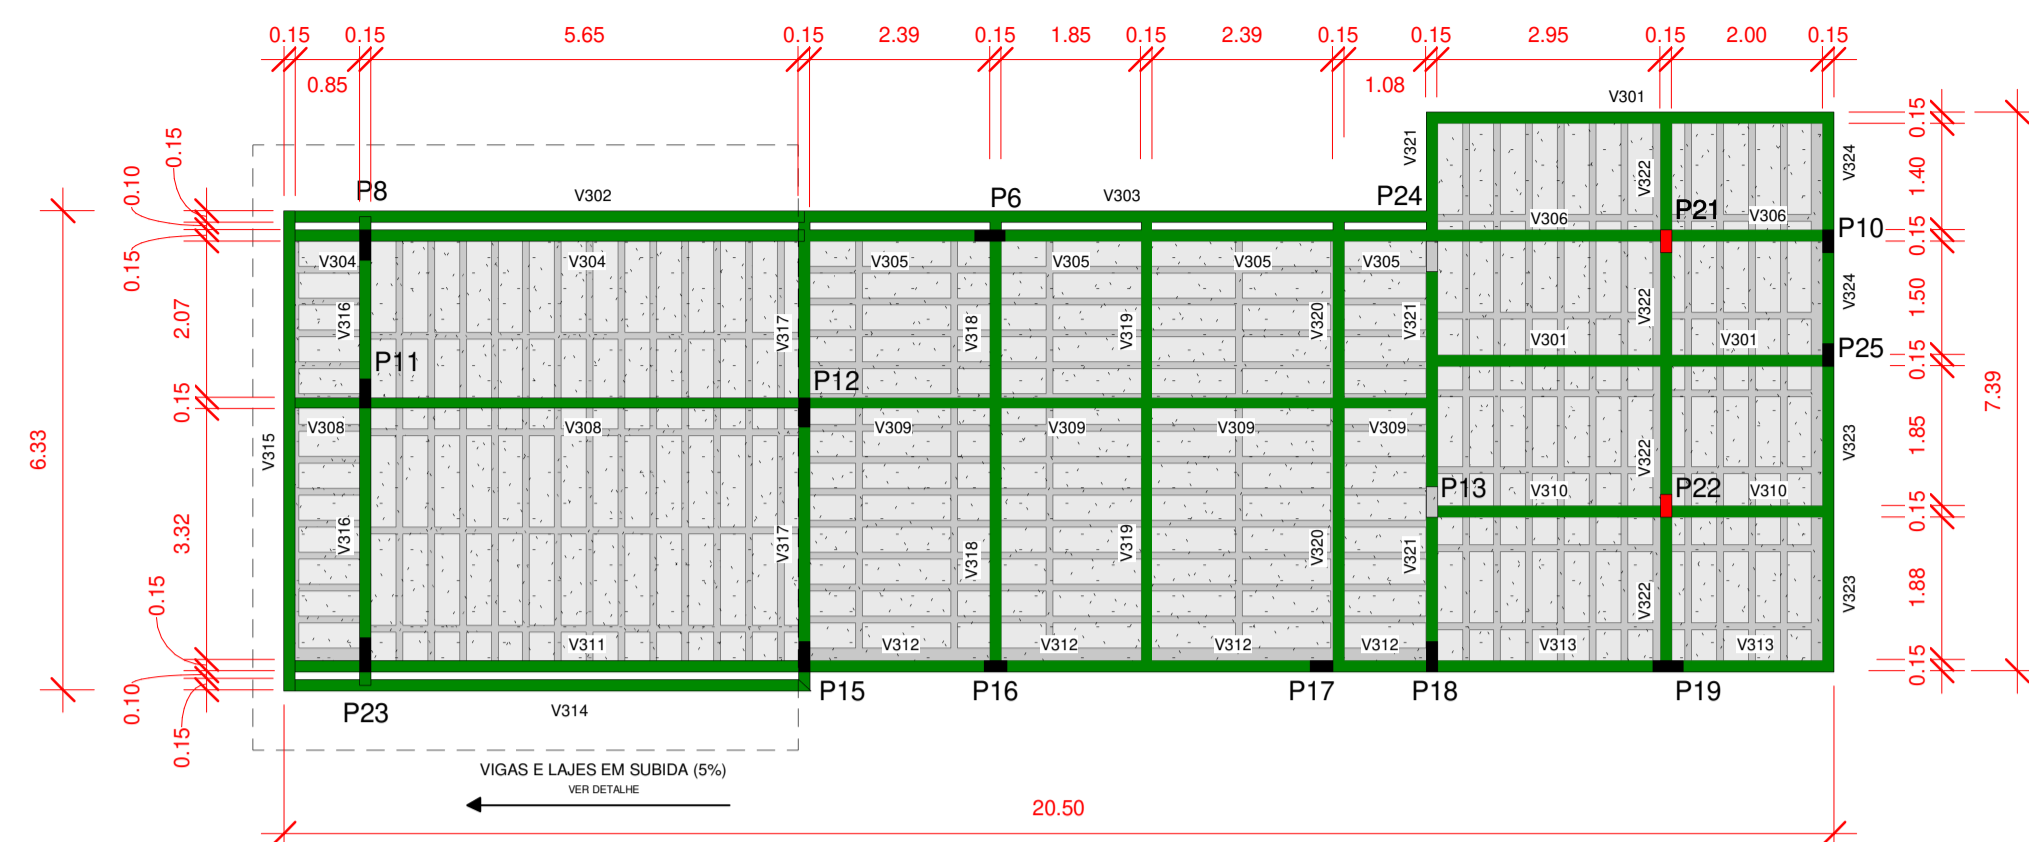 0.15 0.15 5.65 0.15 2.39 0.15 1.85 0.15 2.39 0.15 0.15 2.95 0.15 2.00 0.15
0.85 1.08
V301
0.15
0.15
V321
V322
V324
1.40
0.10
P8
V302
P6
V303
P24
P21
V306
V306
P10
0.15
0.15
V304
V304
V305
V305
V305
V305
2.07
V316
V317
V318
V319
V320
V321
V322
V324
1.50
V301
V301
P25
0.15
P11
P12
7.39
0.15
V308
V308
V309
V309
V309
V309
6.33
V315
V322
V323
1.85
P13
V310
P22
V310
0.15
3.32
V316
V317
V318
V319
V320
V321
V322
V323
1.88
0.15
V311
V312
V312
V312
V312
V313
V313
0.15
0.10
0.15
P23
V314
P15
P16
P17
P18
P19
VIGAS E LAJES EM SUBIDA (5%)
VER DETALHE
20.50